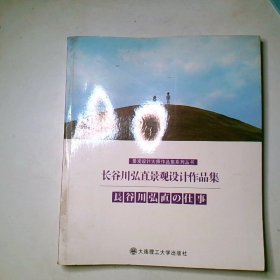 景观设计大师作品集系列丛书
长谷川弘直景观设计作品集
長谷川弘直の仕事
大连理工大学出版社